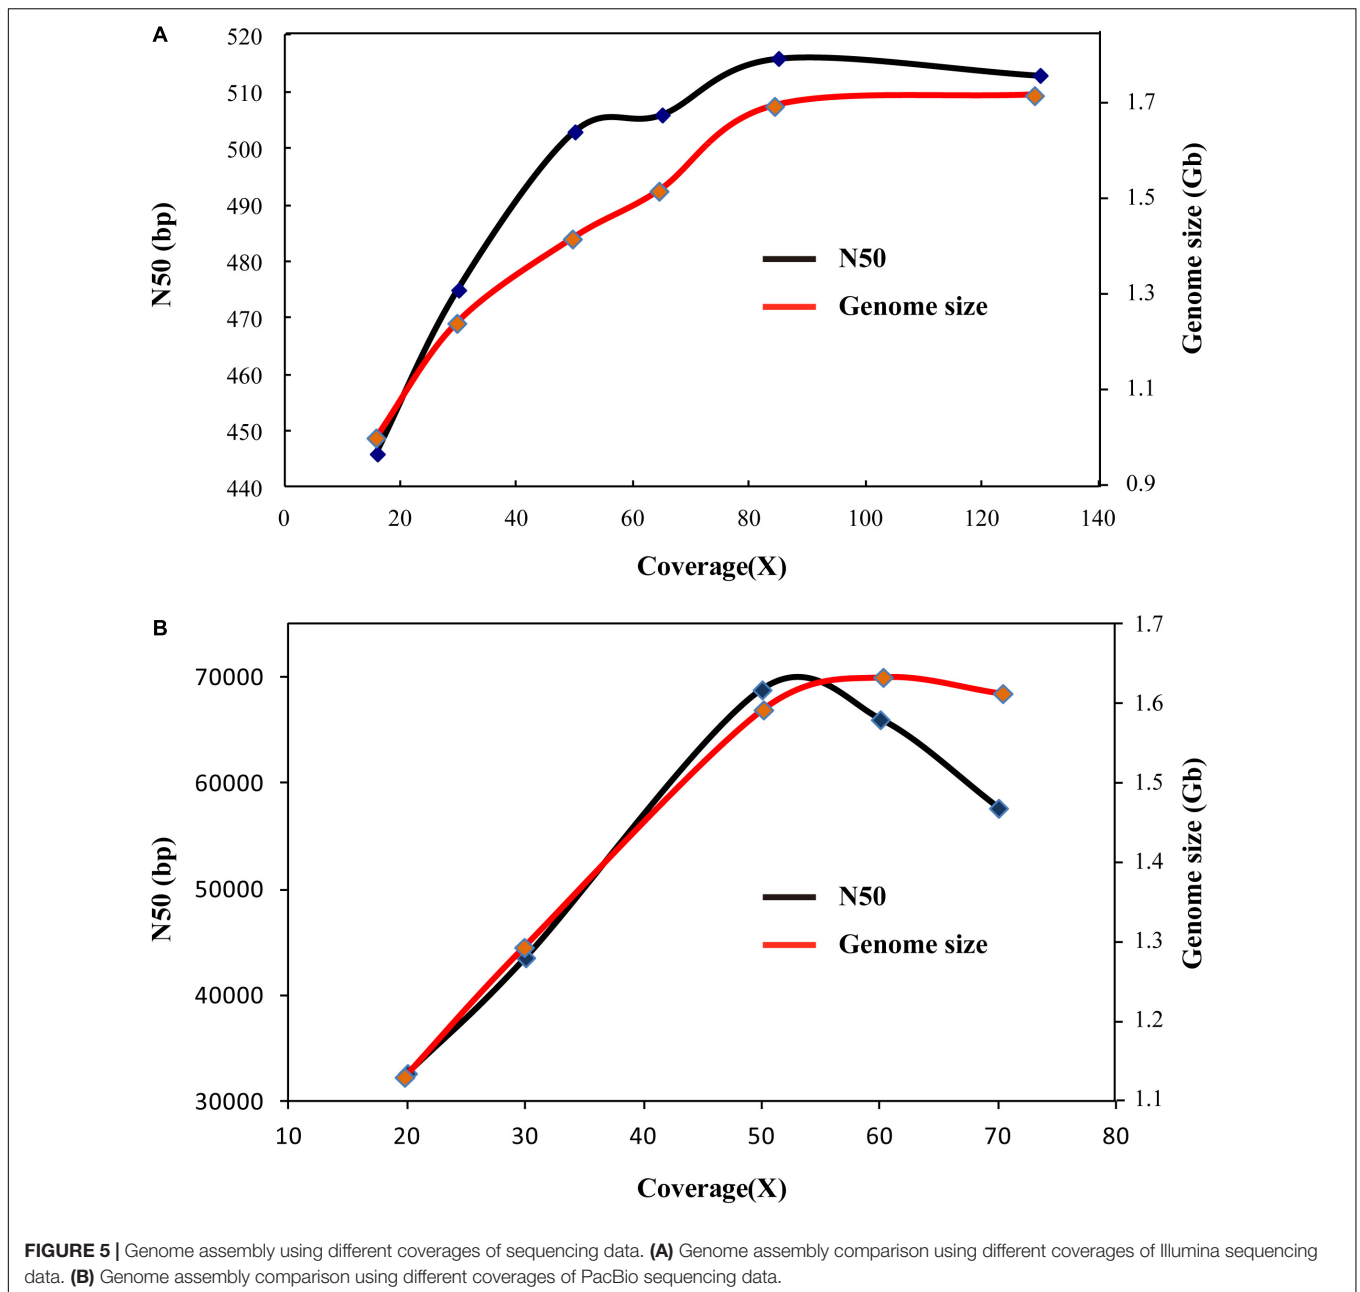 A
520
510
500
490
480
470
460
450
440
N50 (bp)
1.7
1.5
1.3
1.1
0.9
Genome size (Gb)
N50
Genome size
0 20 40 60 80 100 120 140
Coverage(X)
B
70000
60000
50000
40000
30000
N50 (bp)
1.7
1.6
1.5
1.4
1.3
1.2
1.1
Genome size (Gb)
N50
Genome size
10 20 30 40 50 60 70 80
Coverage(X)
FIGURE 5 | Genome assembly using different coverages of sequencing data. (A) Genome assembly comparison using different coverages of Illumina sequencing
data. (B) Genome assembly comparison using different coverages of PacBio sequencing data.